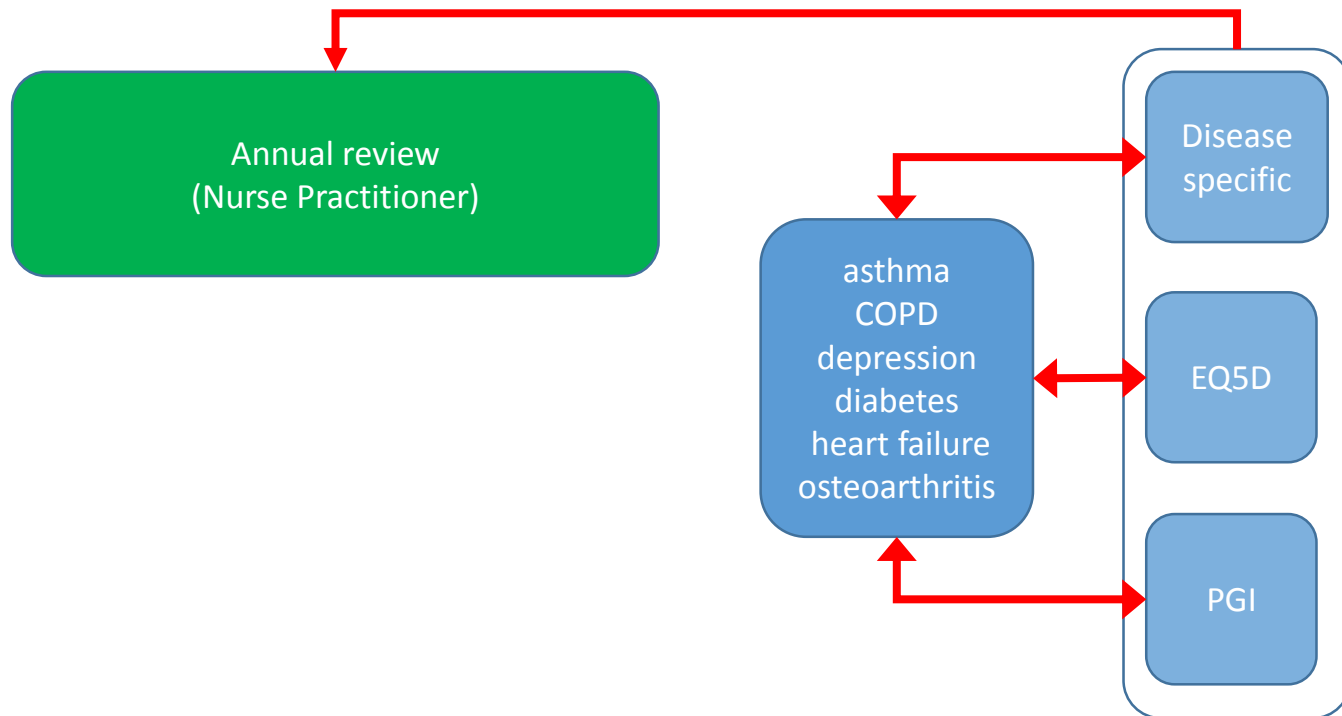 Annual review
(Nurse Practitioner)
Disease
specific
asthma
COPD
depression
diabetes
heart failure
osteoarthritis
EQ5D
PGI